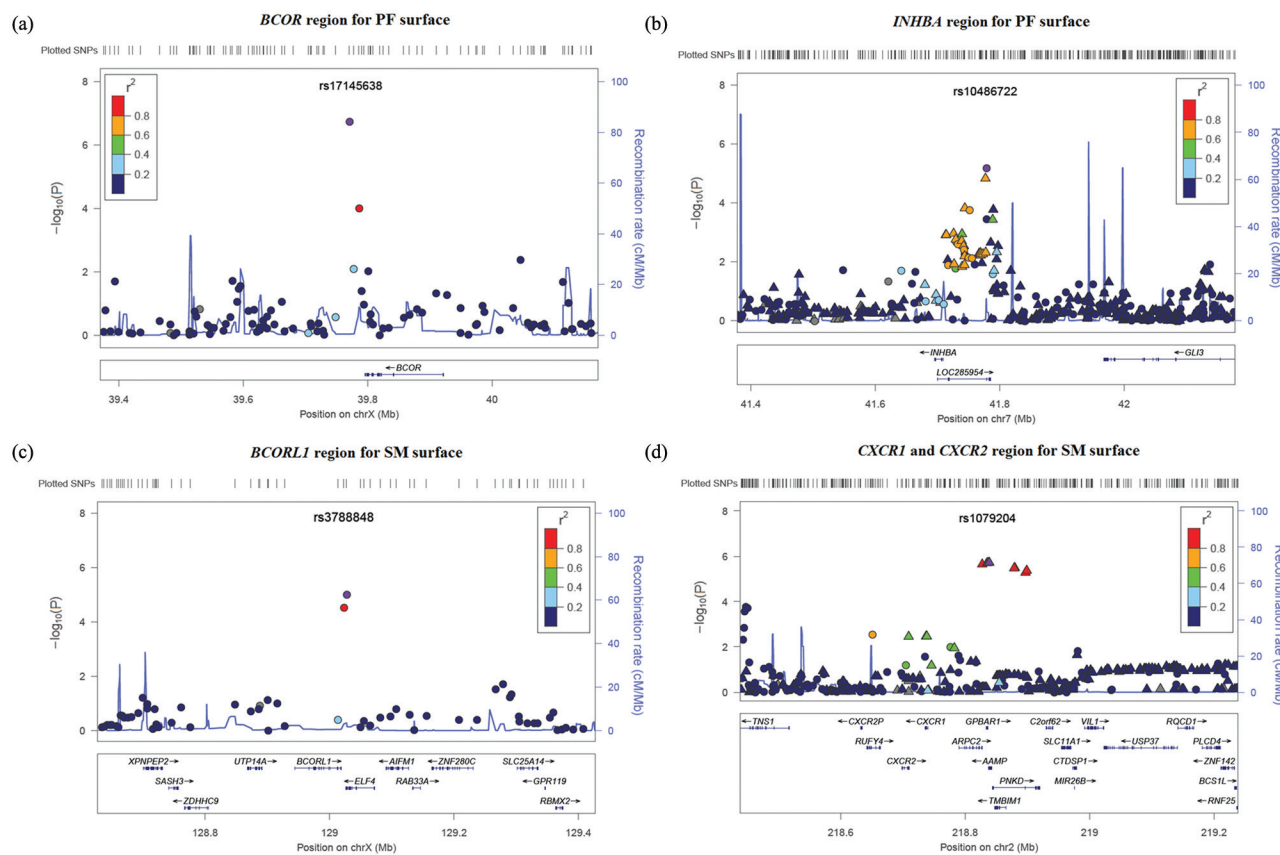 (a)
BCOR region for PF surface
Plotted SNPs
8
6
4
2
0
−log10(P)
r2
0.8
0.6
0.4
0.2
rs17145638
100
80
60
40
20
0
Recombination rate (cM/Mb)
←BCOR
39.4
39.6
39.8
40
Position on chrX (Mb)
(b)
INHBA region for PF surface
Plotted SNPs
8
6
4
2
0
−log10(P)
rs10486722
r2
0.8
0.6
0.4
0.2
100
80
60
40
20
0
Recombination rate (cM/Mb)
←INHBA
←GLI3
LOC285954→
41.4
41.6
41.8
42
Position on chr7 (Mb)
(c)
BCORL1 region for SM surface
Plotted SNPs
8
6
4
2
0
−log10(P)
rs3788848
r2
0.8
0.6
0.4
0.2
100
80
60
40
20
0
Recombination rate (cM/Mb)
XPNPEP2→
UTP14A→
BCORL1→
←AIFM1
ZNF280C
SLC25A14→
SASH3→
←ELF4
RAB33A→
←GPR119
←ZDHHC9
RBMX2→
128.8
129
129.2
129.4
Position on chrX (Mb)
(d)
CXCR1 and CXCR2 region for SM surface
Plotted SNPs
8
6
4
2
0
−log10(P)
rs1079204
r2
0.8
0.6
0.4
0.2
100
80
60
40
20
0
Recombination rate (cM/Mb)
←TNS1
←CXCR2P
←CXCR1
GPBAR1→
C2orf62→
VIL1→
RQCD1→
RUFY4→
ARPC2→
SLC11A1→
←USP37
PLCD4→
CXCR2→
←AAMP
CTDSP1→
←ZNF142
PNKD→
MIR26B→
BCS1L→
←TMBIM1
←RNF25
218.6
218.8
219
219.2
Position on chr2 (Mb)